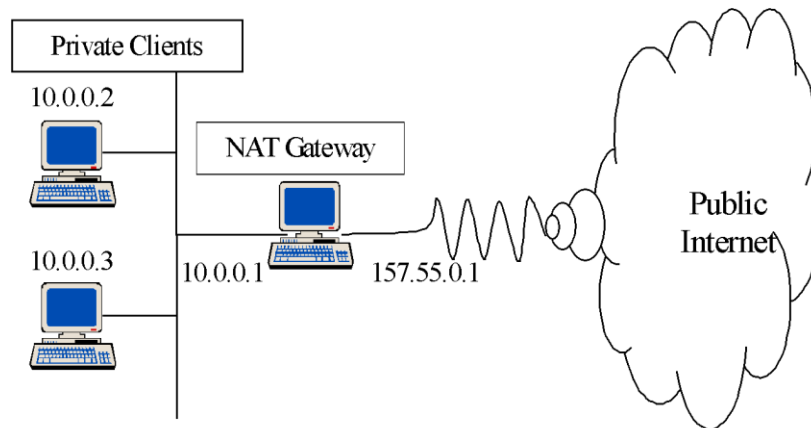 Private Clients
10.0.0.2
NAT Gateway
10.0.0.3
10.0.0.1
157.55.0.1
Public
Internet